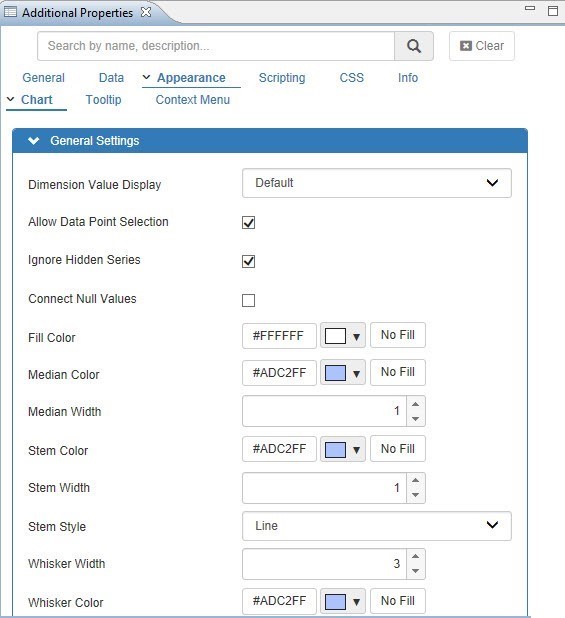 Additional Properties
Search by name, description...
Clear
General Data Appearance Scripting CSS Info
Chart Tooltip Context Menu
General Settings
Dimension Value Display Default
Allow Data Point Selection
Ignore Hidden Series
Connect Null Values
Fill Color #FFFFFF No Fill
Median Color #ADC2FF No Fill
Median Width 1
Stem Color #ADC2FF No Fill
Stem Width 1
Stem Style Line
Whisker Width 3
Whisker Color #ADC2FF No Fill